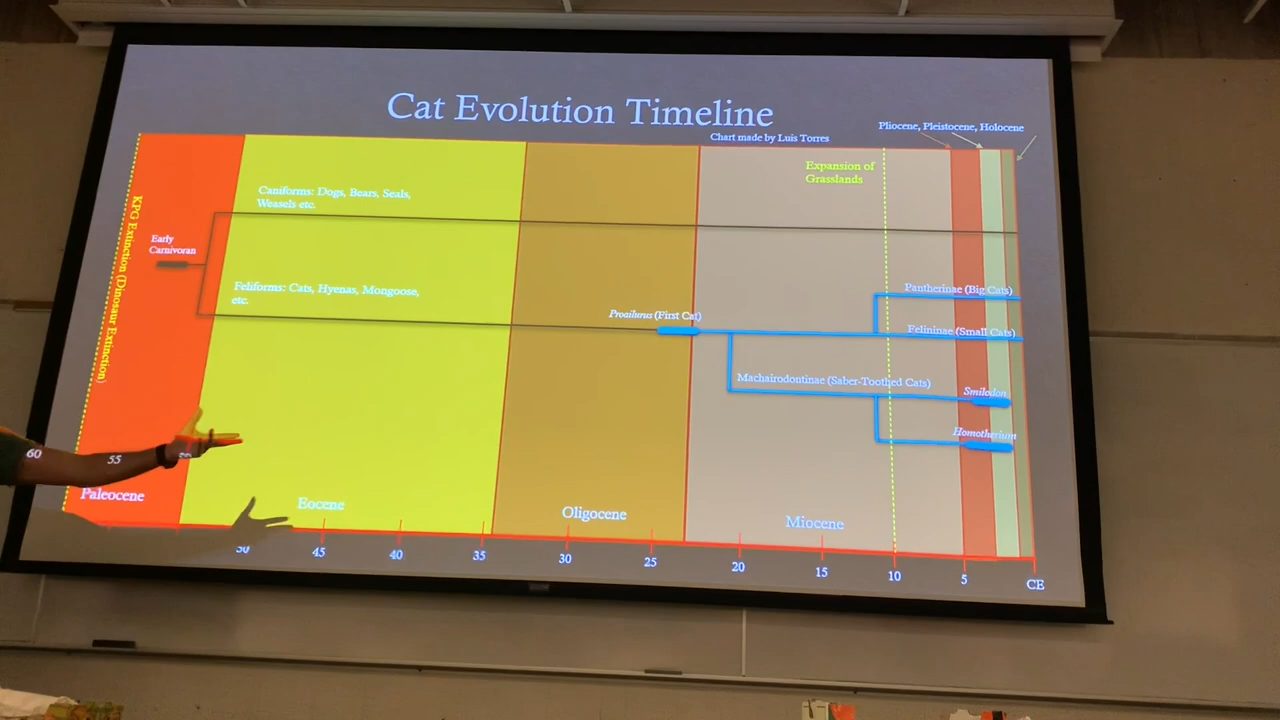 Cat Evolution Timeline
Chart made by Luis Torres
Pliocene, Pleistocene, Holocene
Expansion of
Grasslands
KPG Extinction (Dinosaur Extinction)
Caniforms: Dogs, Bears, Seals,
Weasels etc.
Early
Carnivoran
Feliforms: Cats, Hyenas, Mongoose,
etc.
Proailurus (First Cat)
Pantherinae (Big Cats)
Felininae (Small Cats)
Machairodontinae (Saber-Toothed Cats)
Smilodon
Homotherium
Paleocene
Eocene
Oligocene
Miocene
60 55 50 45 40 35 30 25 20 15 10 5 CE